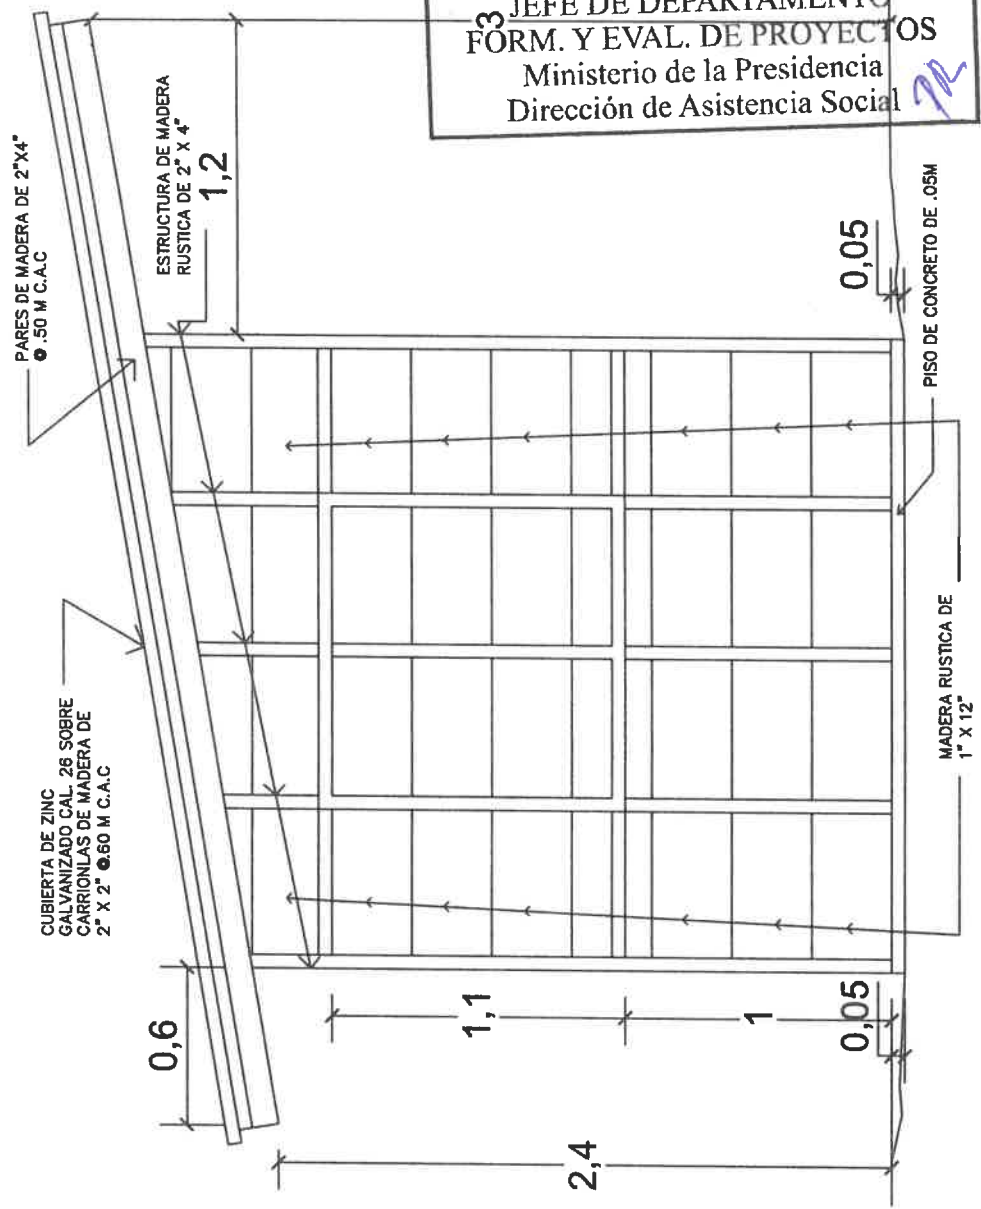 JEFE DE DEPARTAMENTO
FORM. Y EVAL. DE PROYECTOS
Ministerio de la Presidencia
Dirección de Asistencia Social
3
PARES DE MADERA DE 2"X4"
@ .50 M C.A.C
ESTRUCTURA DE MADERA
RUSTICA DE 2" X 4"
1,2
CUBIERTA DE ZINC
GALVANIZADO CAL. 26 SOBRE
CARRIONLAS DE MADERA DE
2" X 2" @.60 M C.A.C
0,6
0,05
PISO DE CONCRETO DE .05M
1,1
1
0,05
2,4
MADERA RUSTICA DE
1" X 12"